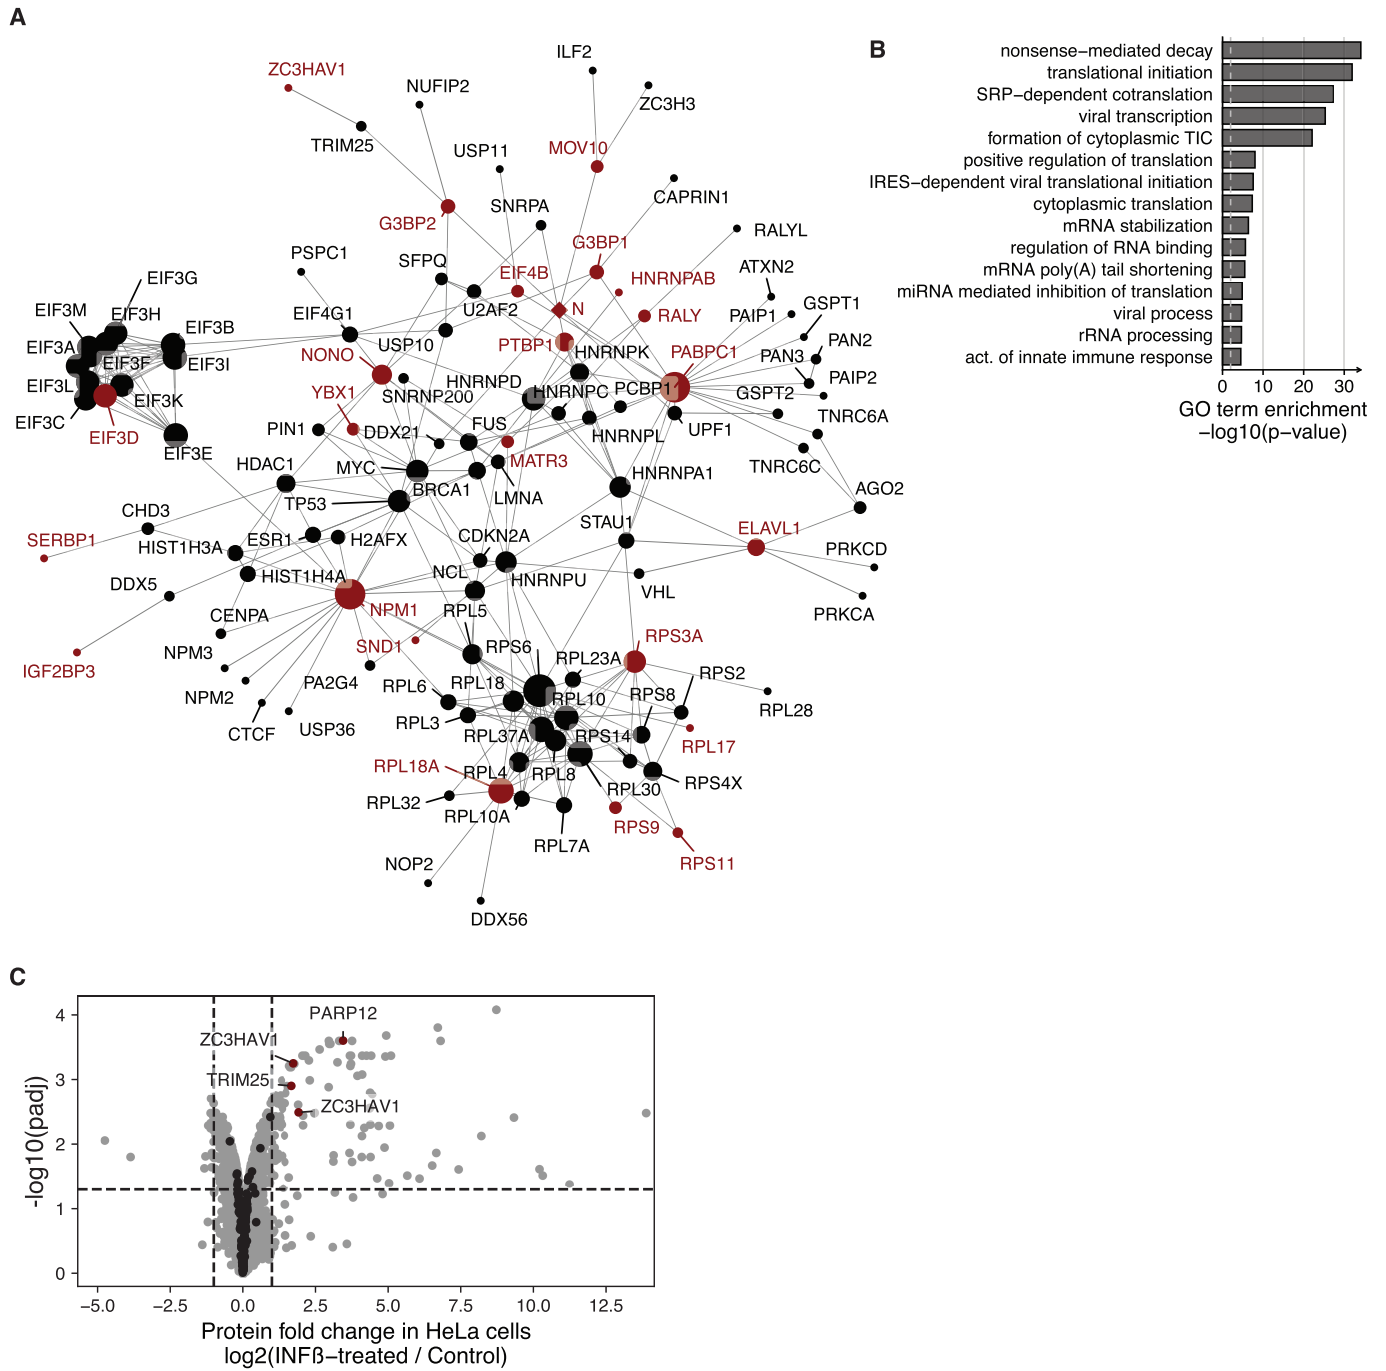 A
ILF2
ZC3HAV1
NUFIP2
ZC3H3
TRIM25
USP11
MOV10
SNRPA
CAPRIN1
G3BP2
RALYL
PSPC1
SFPQ
G3BP1
EIF4B
HNRNPAB
ATXN2
EIF3G
EIF3M
EIF3H
EIF4G1
U2AF2
N
RALY
PAIP1
GSPT1
EIF3B
EIF3A
EIF3F
EIF3I
NONO
USP10
PTBP1
HNRNPK
PABPC1
PAN2
PAN3
EIF3L
EIF3K
YBX1
SNRNP200
HNRNPD
HNRNPC
PCBP1
GSPT2
PAIP2
EIF3C
EIF3D
EIF3E
PIN1
DDX21
FUS
HNRNPL
UPF1
TNRC6A
HDAC1
MYC
MATR3
TNRC6C
BRCA1
LMNA
HNRNPA1
AGO2
TP53
CHD3
STAU1
ELAVL1
SERBP1
HIST1H3A
ESR1
H2AFX
CDKN2A
PRKCD
DDX5
HIST1H4A
NCL
HNRNPU
VHL
PRKCA
CENPA
NPM1
RPL5
NPM3
SND1
RPS6
RPS3A
IGF2BP3
RPL23A
RPS2
NPM2
PA2G4
RPL6
RPL18
RPS8
RPL28
CTCF
USP36
RPL3
RPL10
RPL37A
RPS14
RPL17
RPL18A
RPL4
RPL8
RPS4X
RPL32
RPL10A
RPL30
RPL7A
RPS9
RPS11
NOP2
DDX56
B
nonsense−mediated decay
translational initiation
SRP−dependent cotranslation
viral transcription
formation of cytoplasmic TIC
positive regulation of translation
IRES−dependent viral translational initiation
cytoplasmic translation
mRNA stabilization
regulation of RNA binding
mRNA poly(A) tail shortening
miRNA mediated inhibition of translation
viral process
rRNA processing
act. of innate immune response
0 10 20 30
GO term enrichment
−log10(p−value)
C
PARP12
ZC3HAV1
TRIM25
ZC3HAV1
4
3
2
1
0
-log10(padj)
−5.0 −2.5 0.0 2.5 5.0 7.5 10.0 12.5
Protein fold change in HeLa cells
log2(INFß-treated / Control)